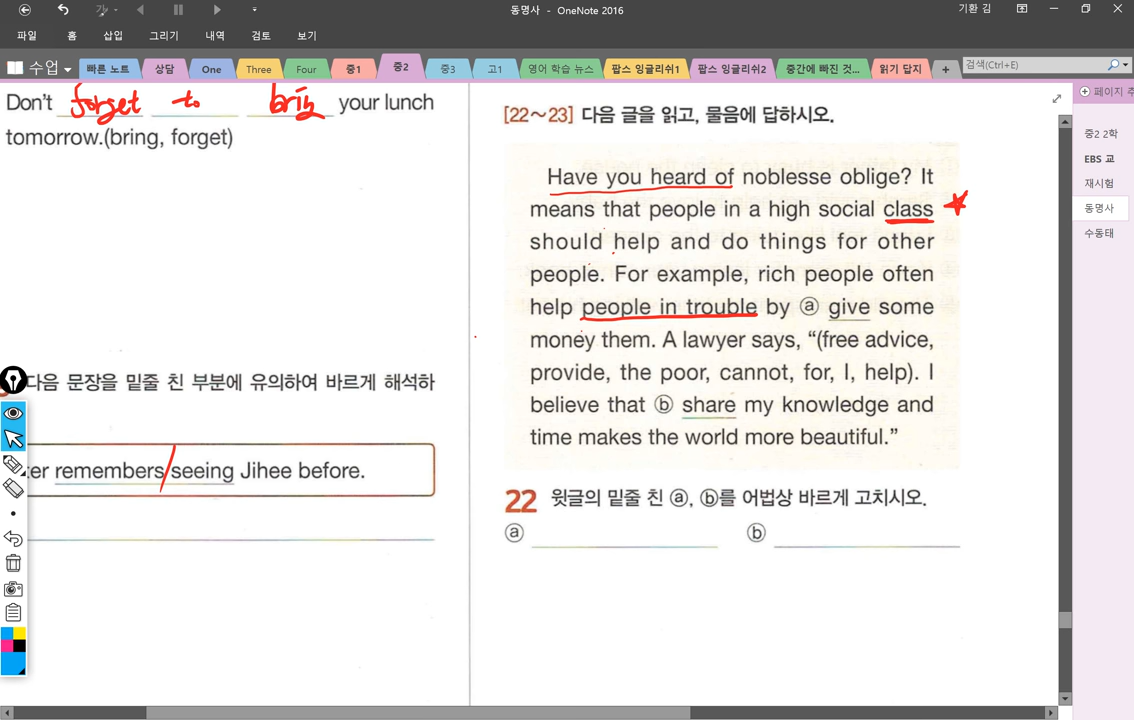 동명사 - OneNote 2016
기환 김
파일 홈 삽입 그리기 내역 검토 보기
수업 빠른 노트 상담 One Three Four 중1 중2 중3 고1 영어 학습 뉴스 팝스 잉글리쉬1 팝스 잉글리쉬2 중간에 빠진 것... 읽기 답지 + 검색(Ctrl+E)
페이지 추
중2 2학
EBS 교
재시험
동명사
수동태
Don't forget to bring your lunch
tomorrow.(bring, forget)
다음 문장을 밑줄 친 부분에 유의하여 바르게 해석하
ter remembers/seeing Jihee before.
[22~23] 다음 글을 읽고, 물음에 답하시오.
Have you heard of noblesse oblige? It
means that people in a high social class
should help and do things for other
people. For example, rich people often
help people in trouble by ⓐ give some
money them. A lawyer says, “(free advice,
provide, the poor, cannot, for, I, help). I
believe that ⓑ share my knowledge and
time makes the world more beautiful.”
22 윗글의 밑줄 친 ⓐ, ⓑ를 어법상 바르게 고치시오.
ⓐ ⓑ